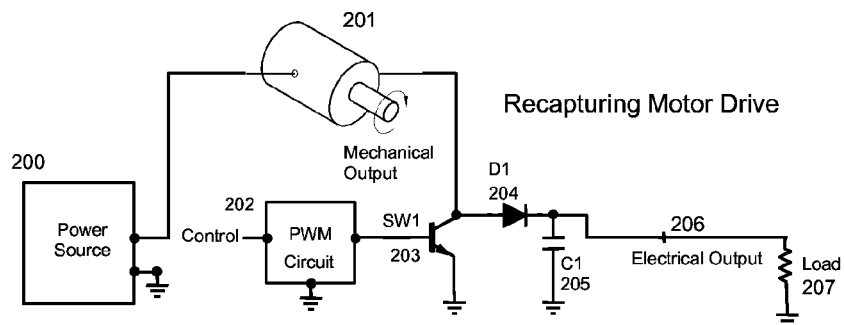 201
Recapturing Motor Drive
Mechanical
Output
200
Power
Source
202
Control
PWM
Circuit
SW1
203
D1
204
C1
205
206
Electrical Output
Load
207